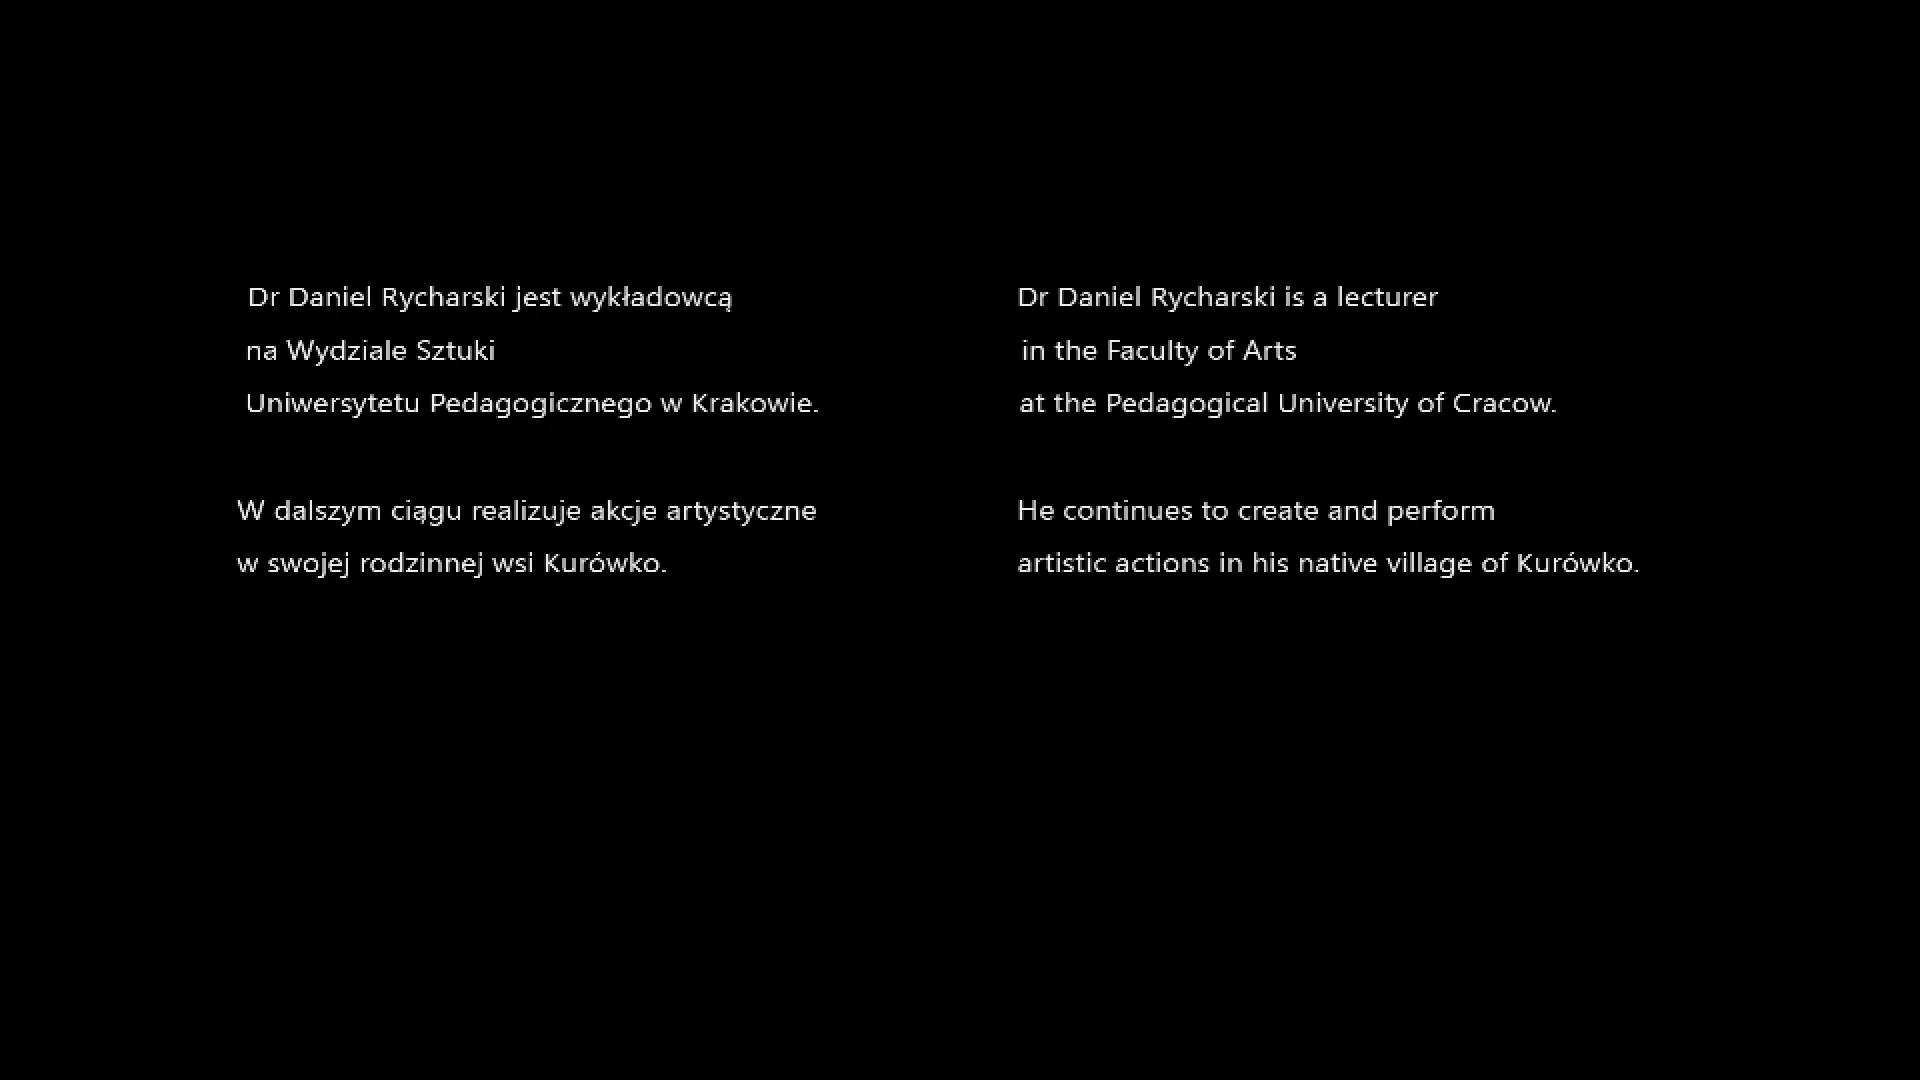 Dr Daniel Rycharski jest wykładowcą
na Wydziale Sztuki
Uniwersytetu Pedagogicznego w Krakowie.
W dalszym ciągu realizuje akcje artystyczne
w swojej rodzinnej wsi Kurówko.
Dr Daniel Rycharski is a lecturer
in the Faculty of Arts
at the Pedagogical University of Cracow.
He continues to create and perform
artistic actions in his native village of Kurówko.